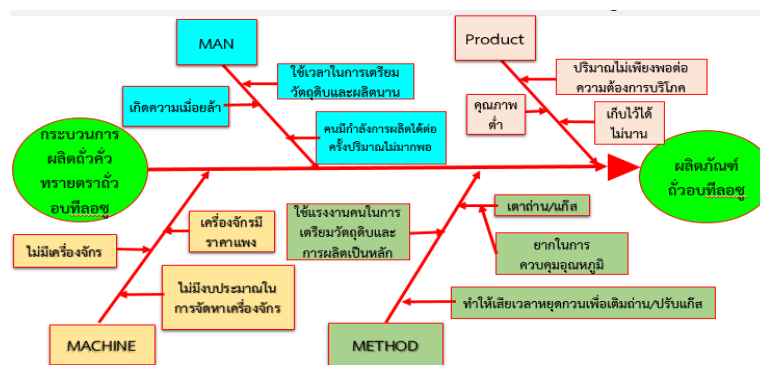 MAN
Product
ใช้เวลาในการเตรียม
วัตถุดิบและผลิตนาน
เกิดความเมื่อยล้า
คนมีกำลังการผลิตได้ต่อ
ครั้งปริมาณไม่มากพอ
ปริมาณไม่เพียงพอต่อ
ความต้องการบริโภค
คุณภาพ
ต่ำ
เก็บไว้ได้
ไม่นาน
กระบวนการ
ผลิตถั่วคั่ว
ทรายตราถั่ว
อบทีลอซู
ผลิตภัณฑ์
ถั่วอบทีลอซู
เครื่องจักรมี
ราคาแพง
ไม่มีเครื่องจักร
ไม่มีงบประมาณใน
การจัดหาเครื่องจักร
MACHINE
ใช้แรงงานคนในการ
เตรียมวัตถุดิบและ
การผลิตเป็นหลัก
เตาถ่าน/แก๊ส
ยากในการ
ควบคุมอุณหภูมิ
ทำให้เสียเวลาหยุดกวนเพื่อเติมถ่าน/ปรับแก๊ส
METHOD